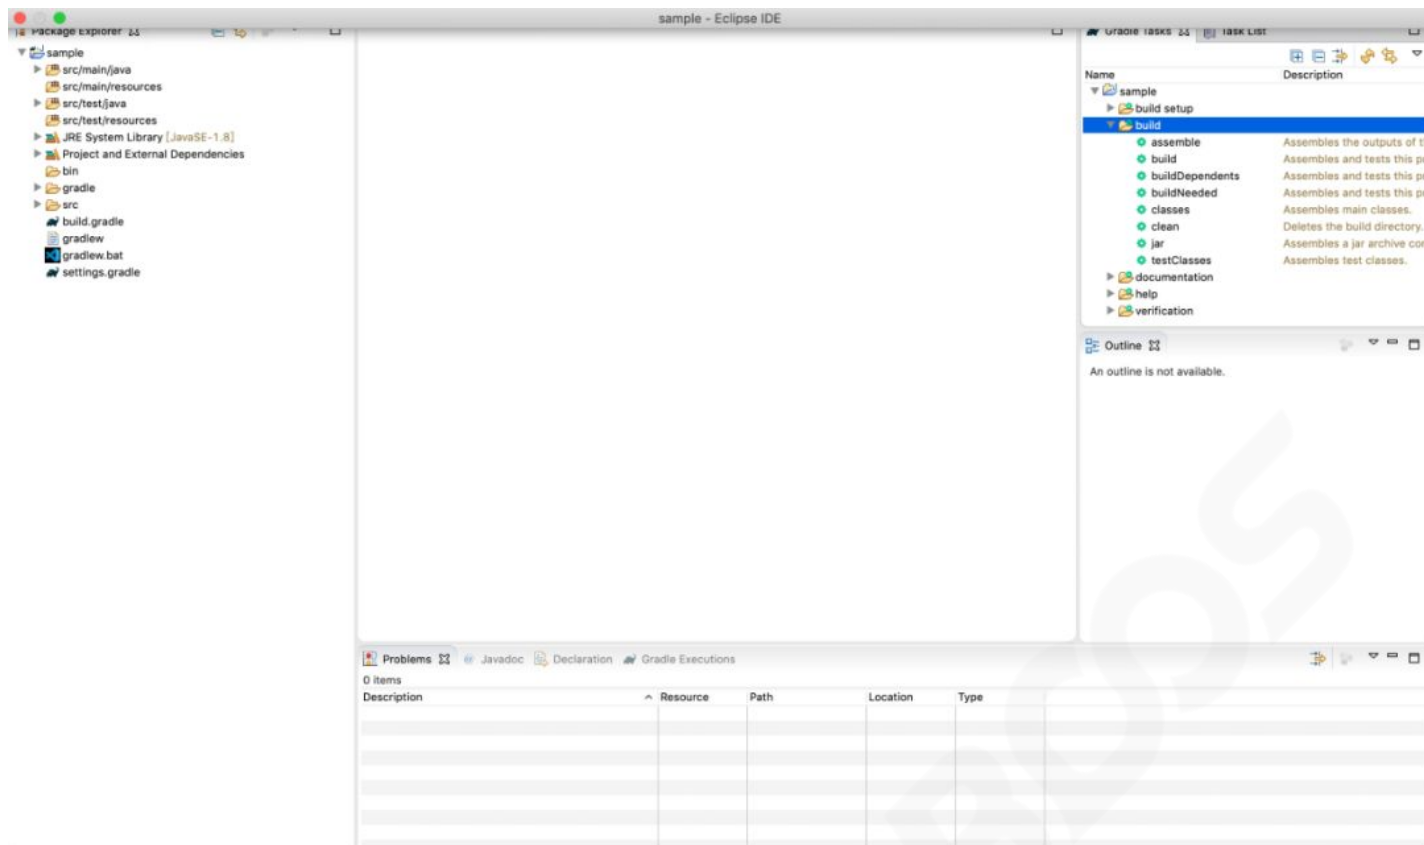 sample - Eclipse IDE
Package Explorer
sample
src/main/java
src/main/resources
src/test/java
src/test/resources
JRE System Library [JavaSE-1.8]
Project and External Dependencies
bin
gradle
src
build.gradle
gradlew
gradlew.bat
settings.gradle
Gradle Tasks Task List
Name Description
sample
build setup
build
assemble Assembles the outputs of t
build Assembles and tests this p
buildDependents Assembles and tests this p
buildNeeded Assembles and tests this p
classes Assembles main classes.
clean Deletes the build directory.
jar Assembles a jar archive con
testClasses Assembles test classes.
documentation
help
verification
Outline
An outline is not available.
Problems Javadoc Declaration Gradle Executions
0 items
Description Resource Path Location Type
BOS